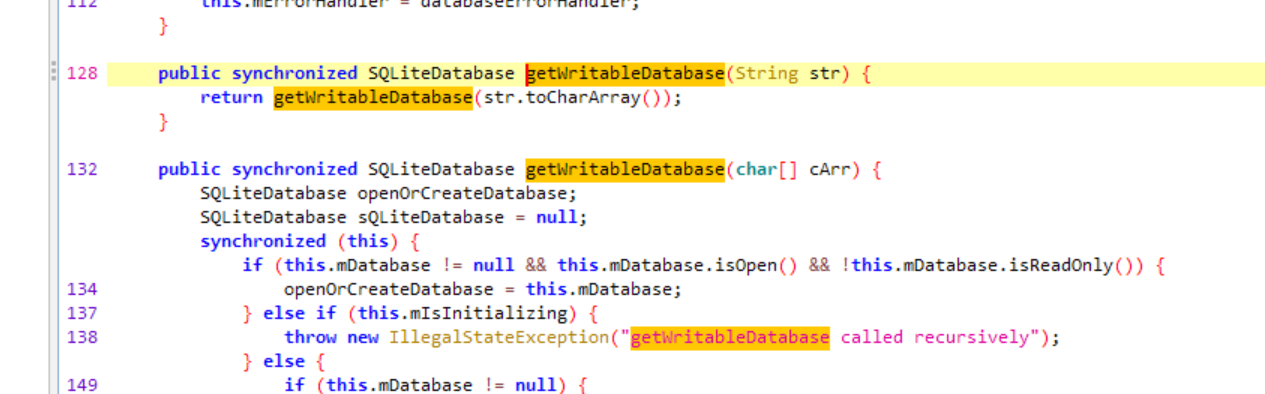 112 this.mErrorHandler = databaseErrorHandler;
}
128 public synchronized SQLiteDatabase getWritableDatabase(String str) {
return getWritableDatabase(str.toCharArray());
}
132 public synchronized SQLiteDatabase getWritableDatabase(char[] cArr) {
SQLiteDatabase openOrCreateDatabase;
SQLiteDatabase sQLiteDatabase = null;
synchronized (this) {
if (this.mDatabase != null && this.mDatabase.isOpen() && !this.mDatabase.isReadOnly()) {
134 openOrCreateDatabase = this.mDatabase;
137 } else if (this.mIsInitializing) {
138 throw new IllegalStateException("getWritableDatabase called recursively");
} else {
149 if (this.mDatabase != null) {